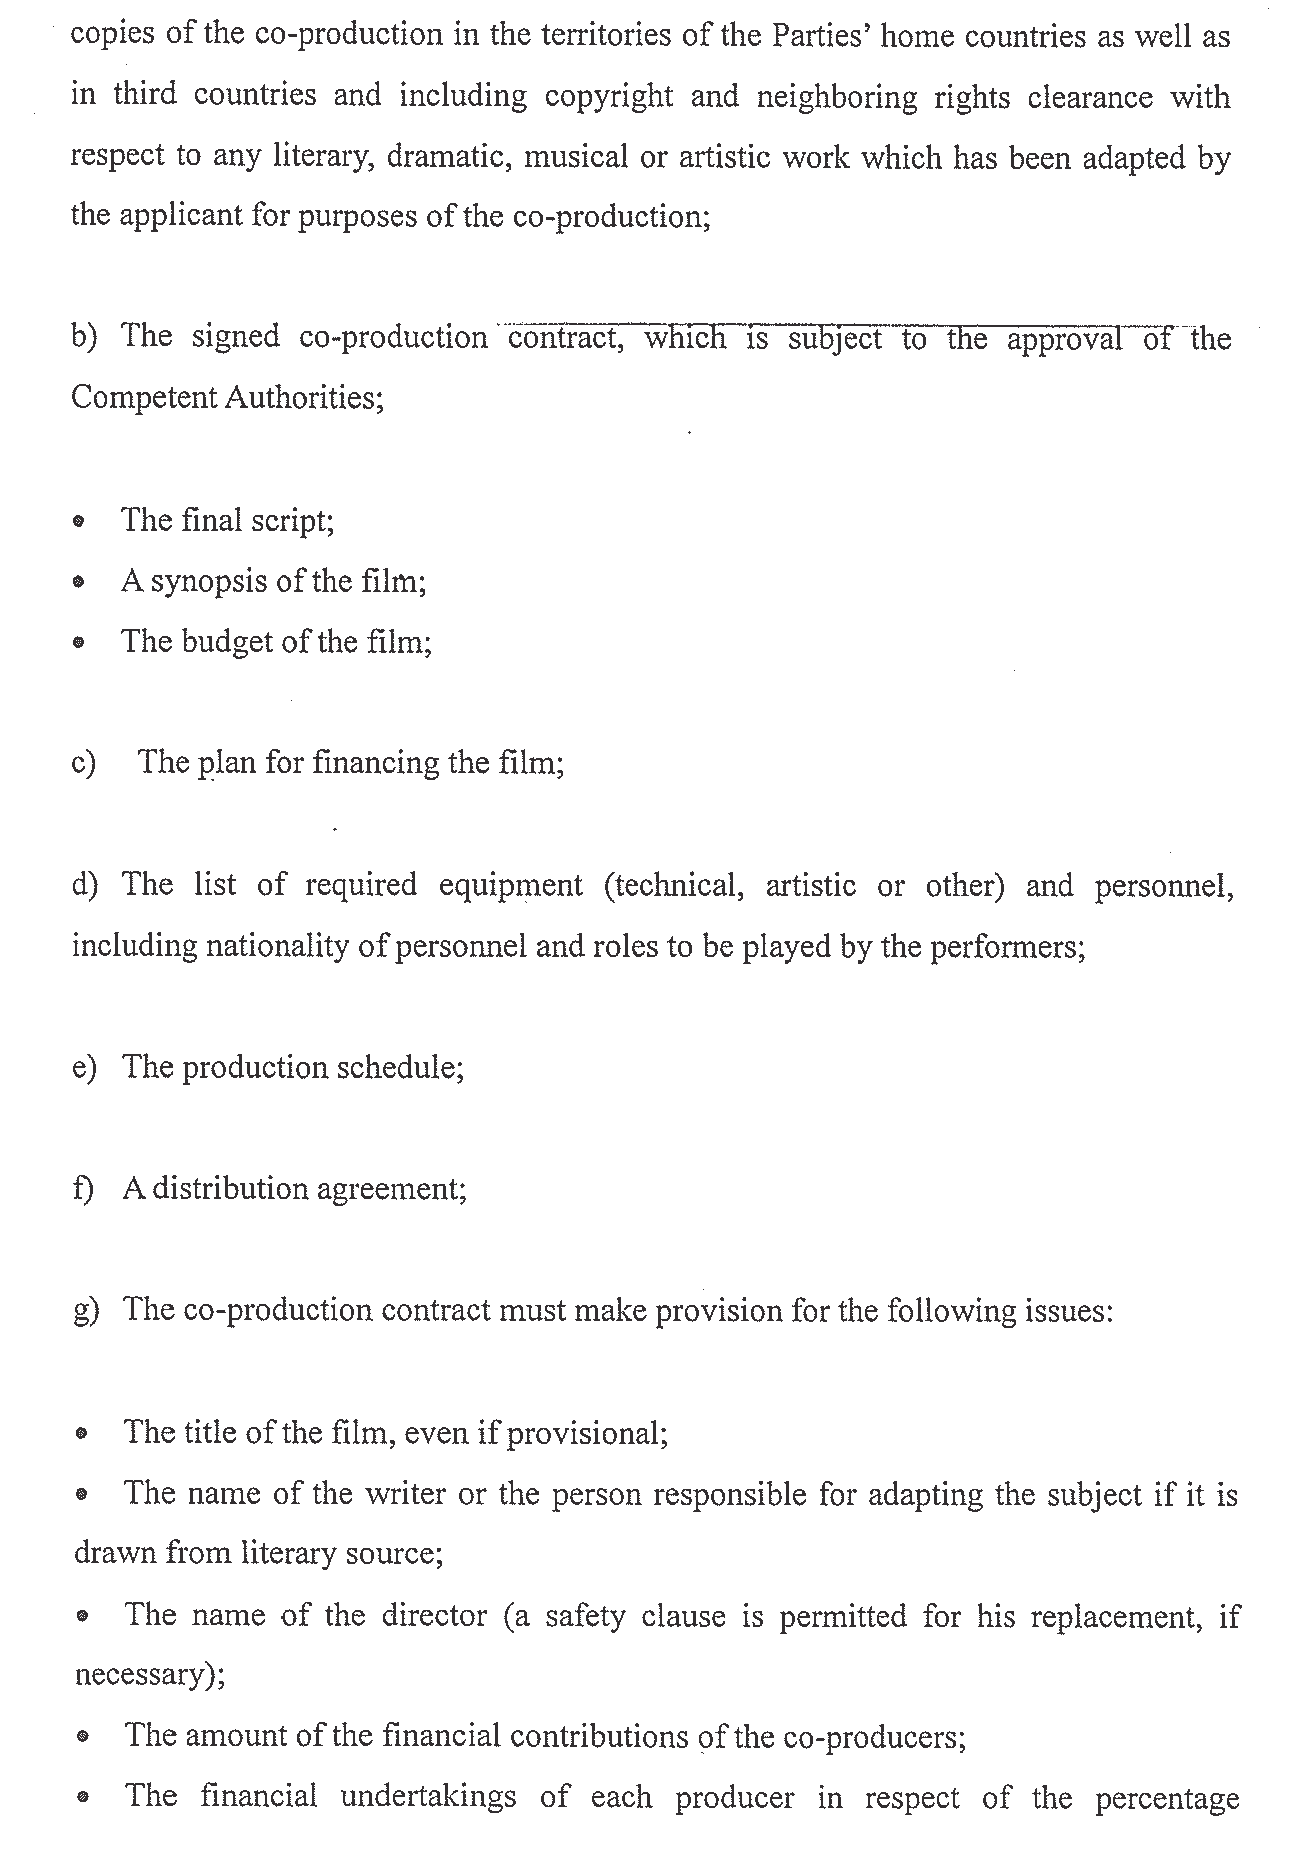 copies of the co-production in the territories of the Parties' home countries as well as
in third countries and including copyright and neighboring rights clearance with
respect to any literary, dramatic, musical or artistic work which has been adapted by
the applicant for purposes of the co-production;
b) The signed co-production contract, which is subject to the approval of the
Competent Authorities;
• The final script;
• A synopsis of the film;
• The budget of the film;
c) The plan for financing the film;
d) The list of required equipment (technical, artistic or other) and personnel,
including nationality of personnel and roles to be played by the performers;
e) The production schedule;
f) A distribution agreement;
g) The co-production contract must make provision for the following issues:
• The title of the film, even if provisional;
• The name of the writer or the person responsible for adapting the subject if it is
drawn from literary source;
• The name of the director (a safety clause is permitted for his replacement, if
necessary);
• The amount of the financial contributions of the co-producers;
• The financial undertakings of each producer in respect of the percentage